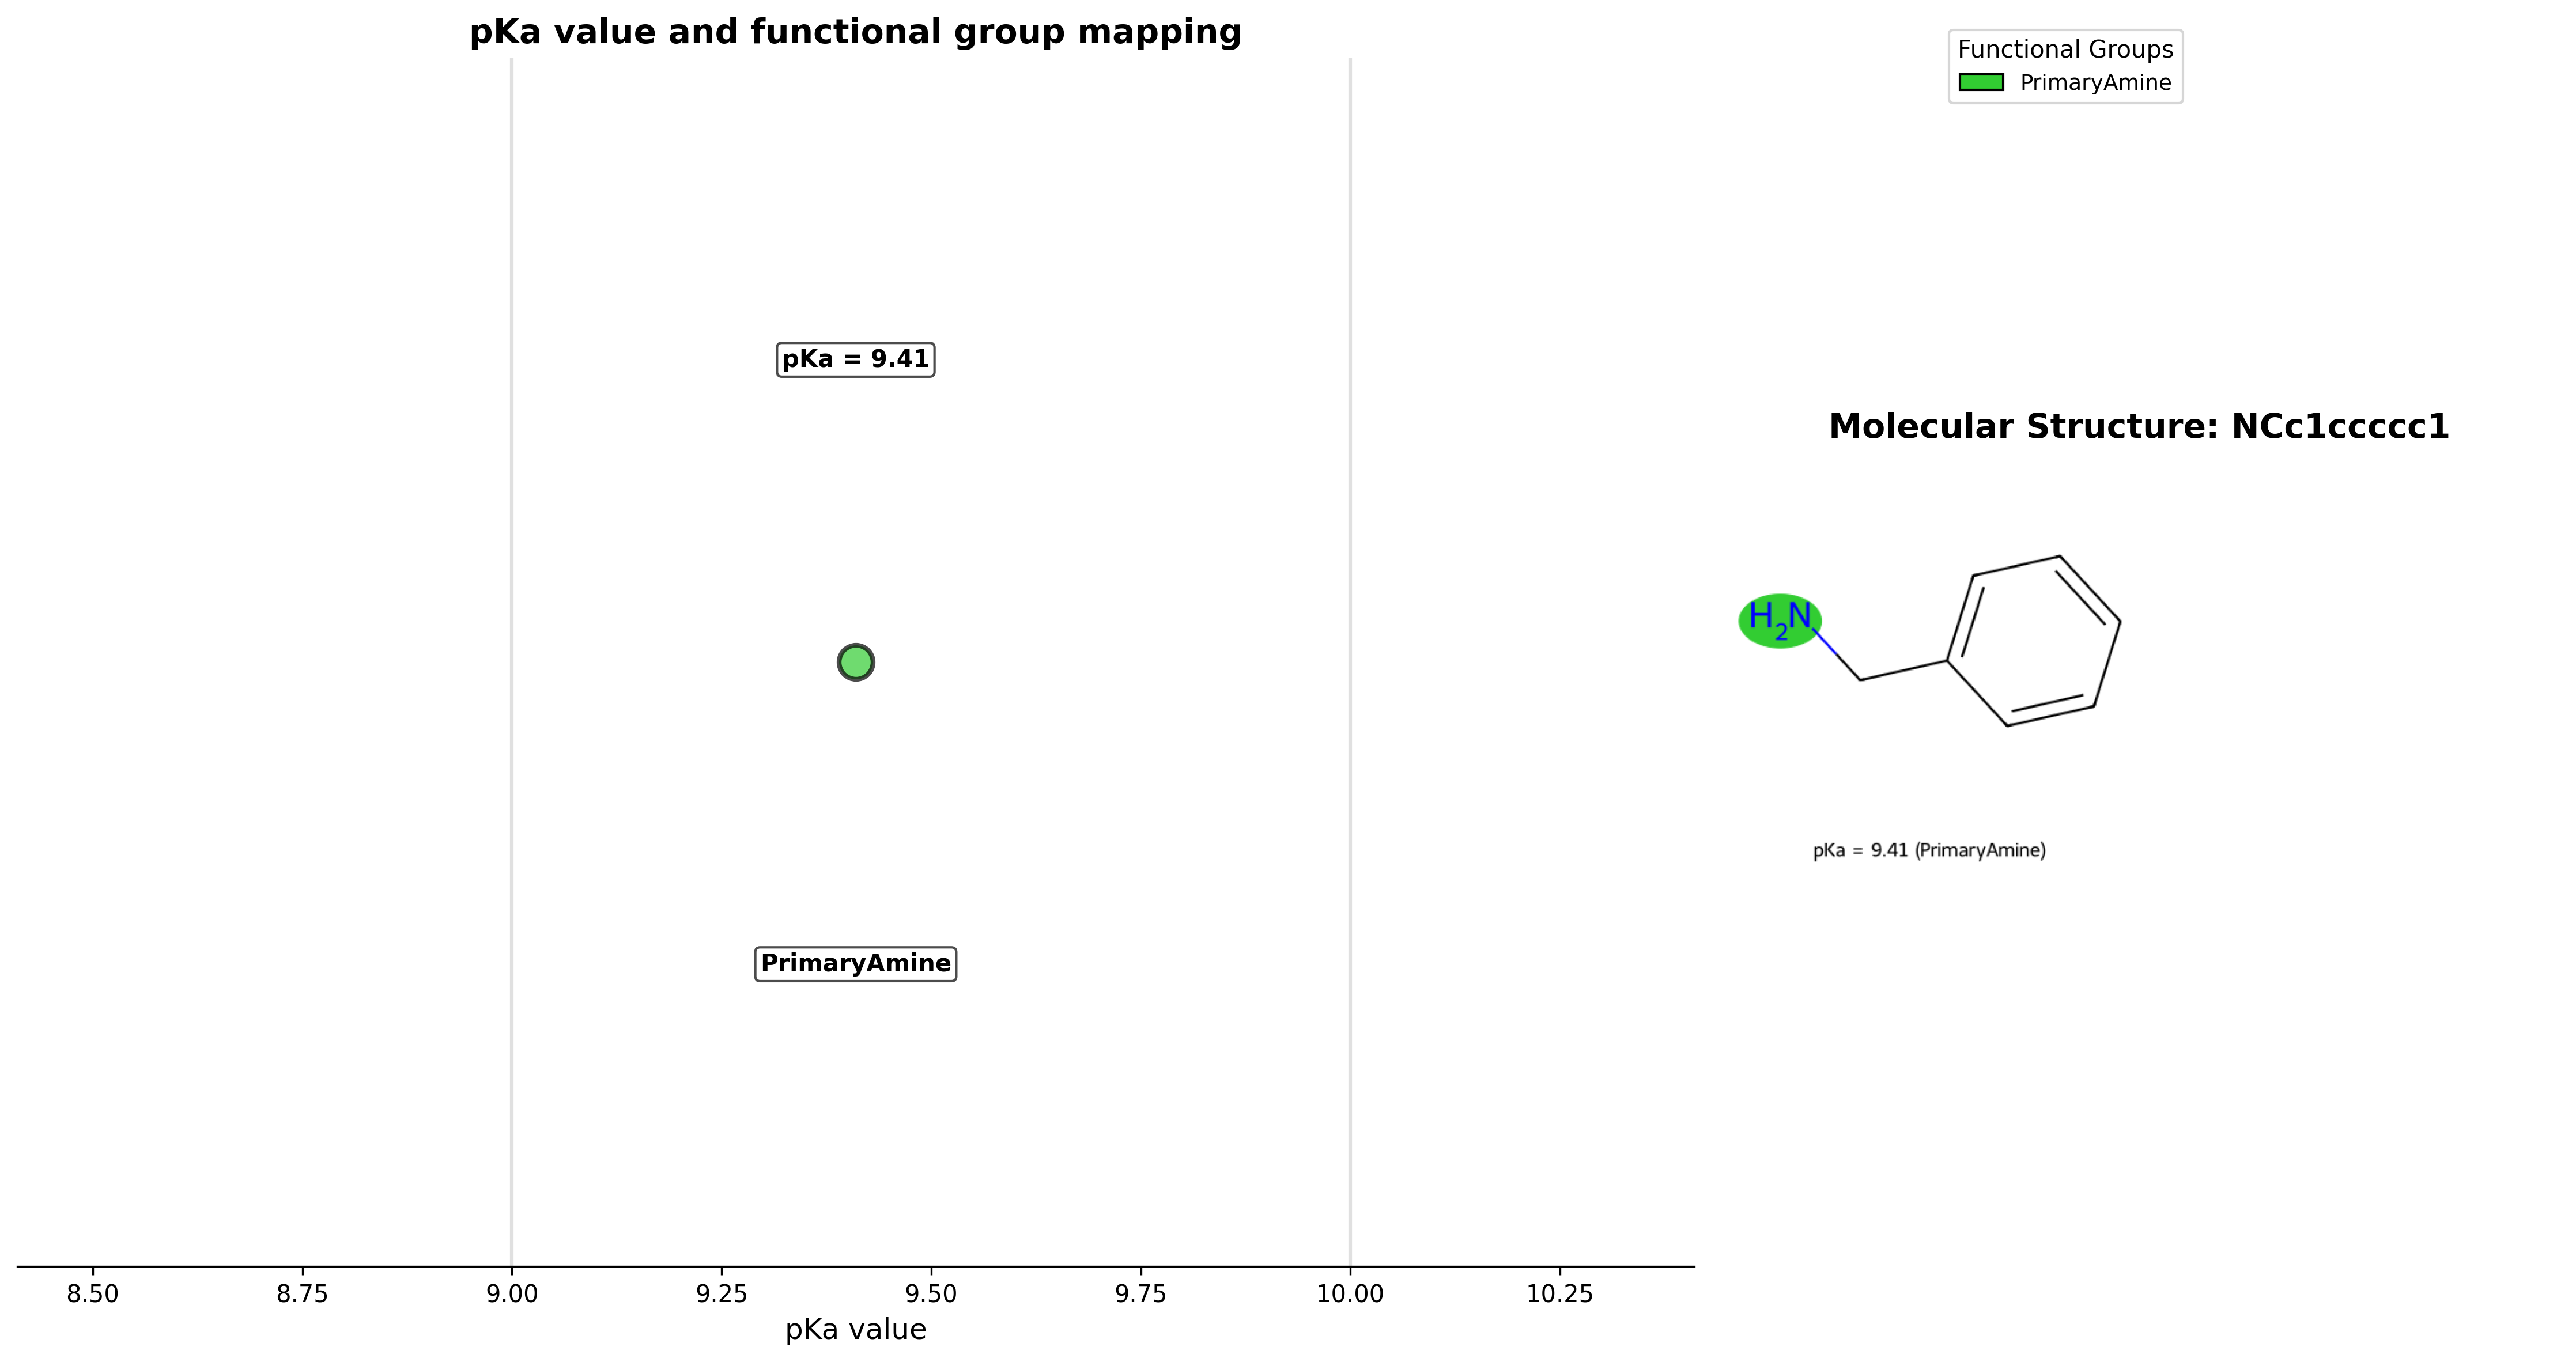 pKa value and functional group mapping
pKa = 9.41
PrimaryAmine
8.50 8.75 9.00 9.25 9.50 9.75 10.00 10.25
pKa value
Functional Groups
PrimaryAmine
Molecular Structure: NCc1ccccc1
H₂N
pKa = 9.41 (PrimaryAmine)